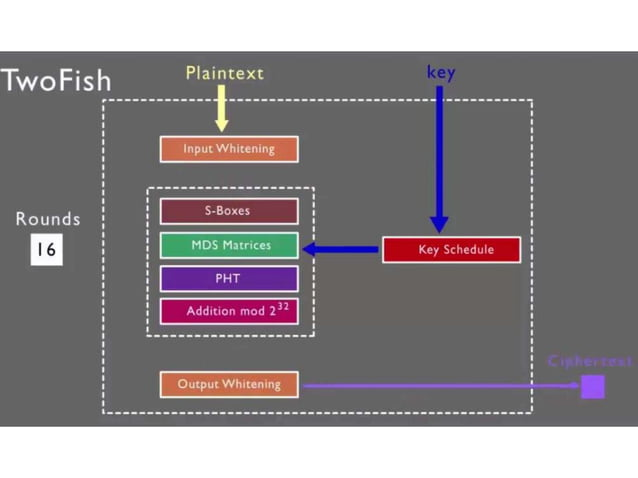 TwoFish
Plaintext
key
Input Whitening
Rounds
16
S-Boxes
MDS Matrices
Key Schedule
PHT
Addition mod 2³²
Output Whitening
Ciphertext